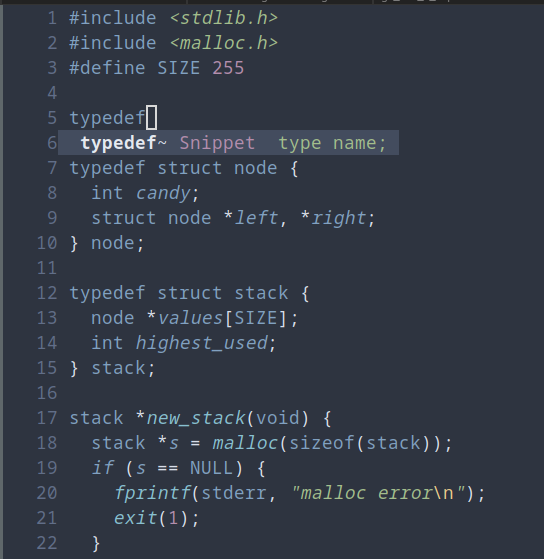 1 #include <stdlib.h>
2 #include <malloc.h>
3 #define SIZE 255
4
5 typedef
6 typedef~ Snippet  type name;
7 typedef struct node {
8   int candy;
9   struct node *left, *right;
10 } node;
11
12 typedef struct stack {
13   node *values[SIZE];
14   int highest_used;
15 } stack;
16
17 stack *new_stack(void) {
18   stack *s = malloc(sizeof(stack));
19   if (s == NULL) {
20     fprintf(stderr, "malloc error\n");
21     exit(1);
22   }